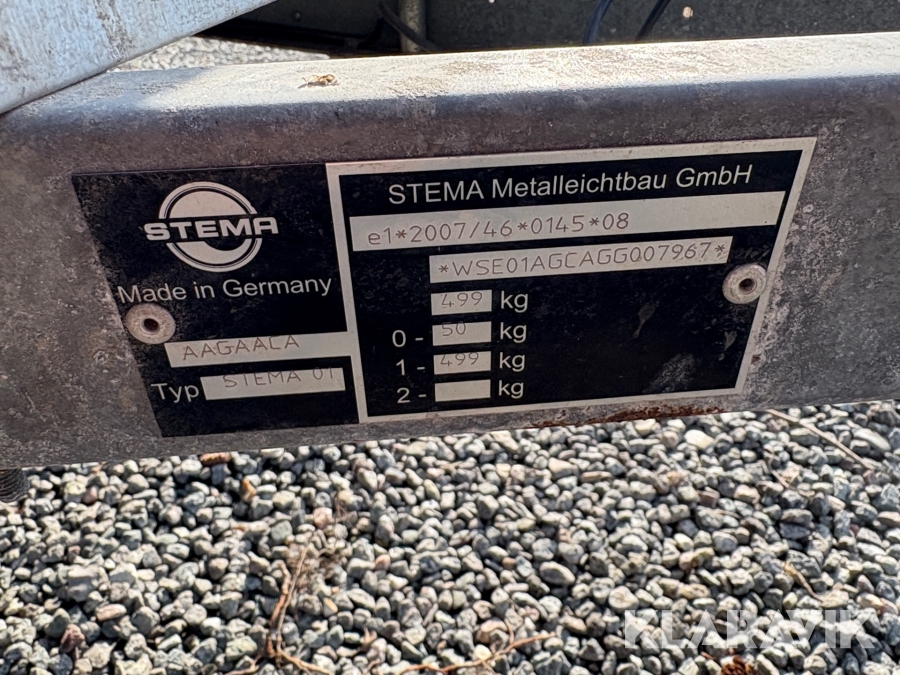 STEMA
Made in Germany
AAGAALA
Typ STEMA 01
STEMA Metalleichtbau GmbH
e1*2007/46*0145*08
*WSE01AGCAGG007967*
499 kg
0 - 50 kg
1 - 499 kg
2 - kg
KLARAVIK